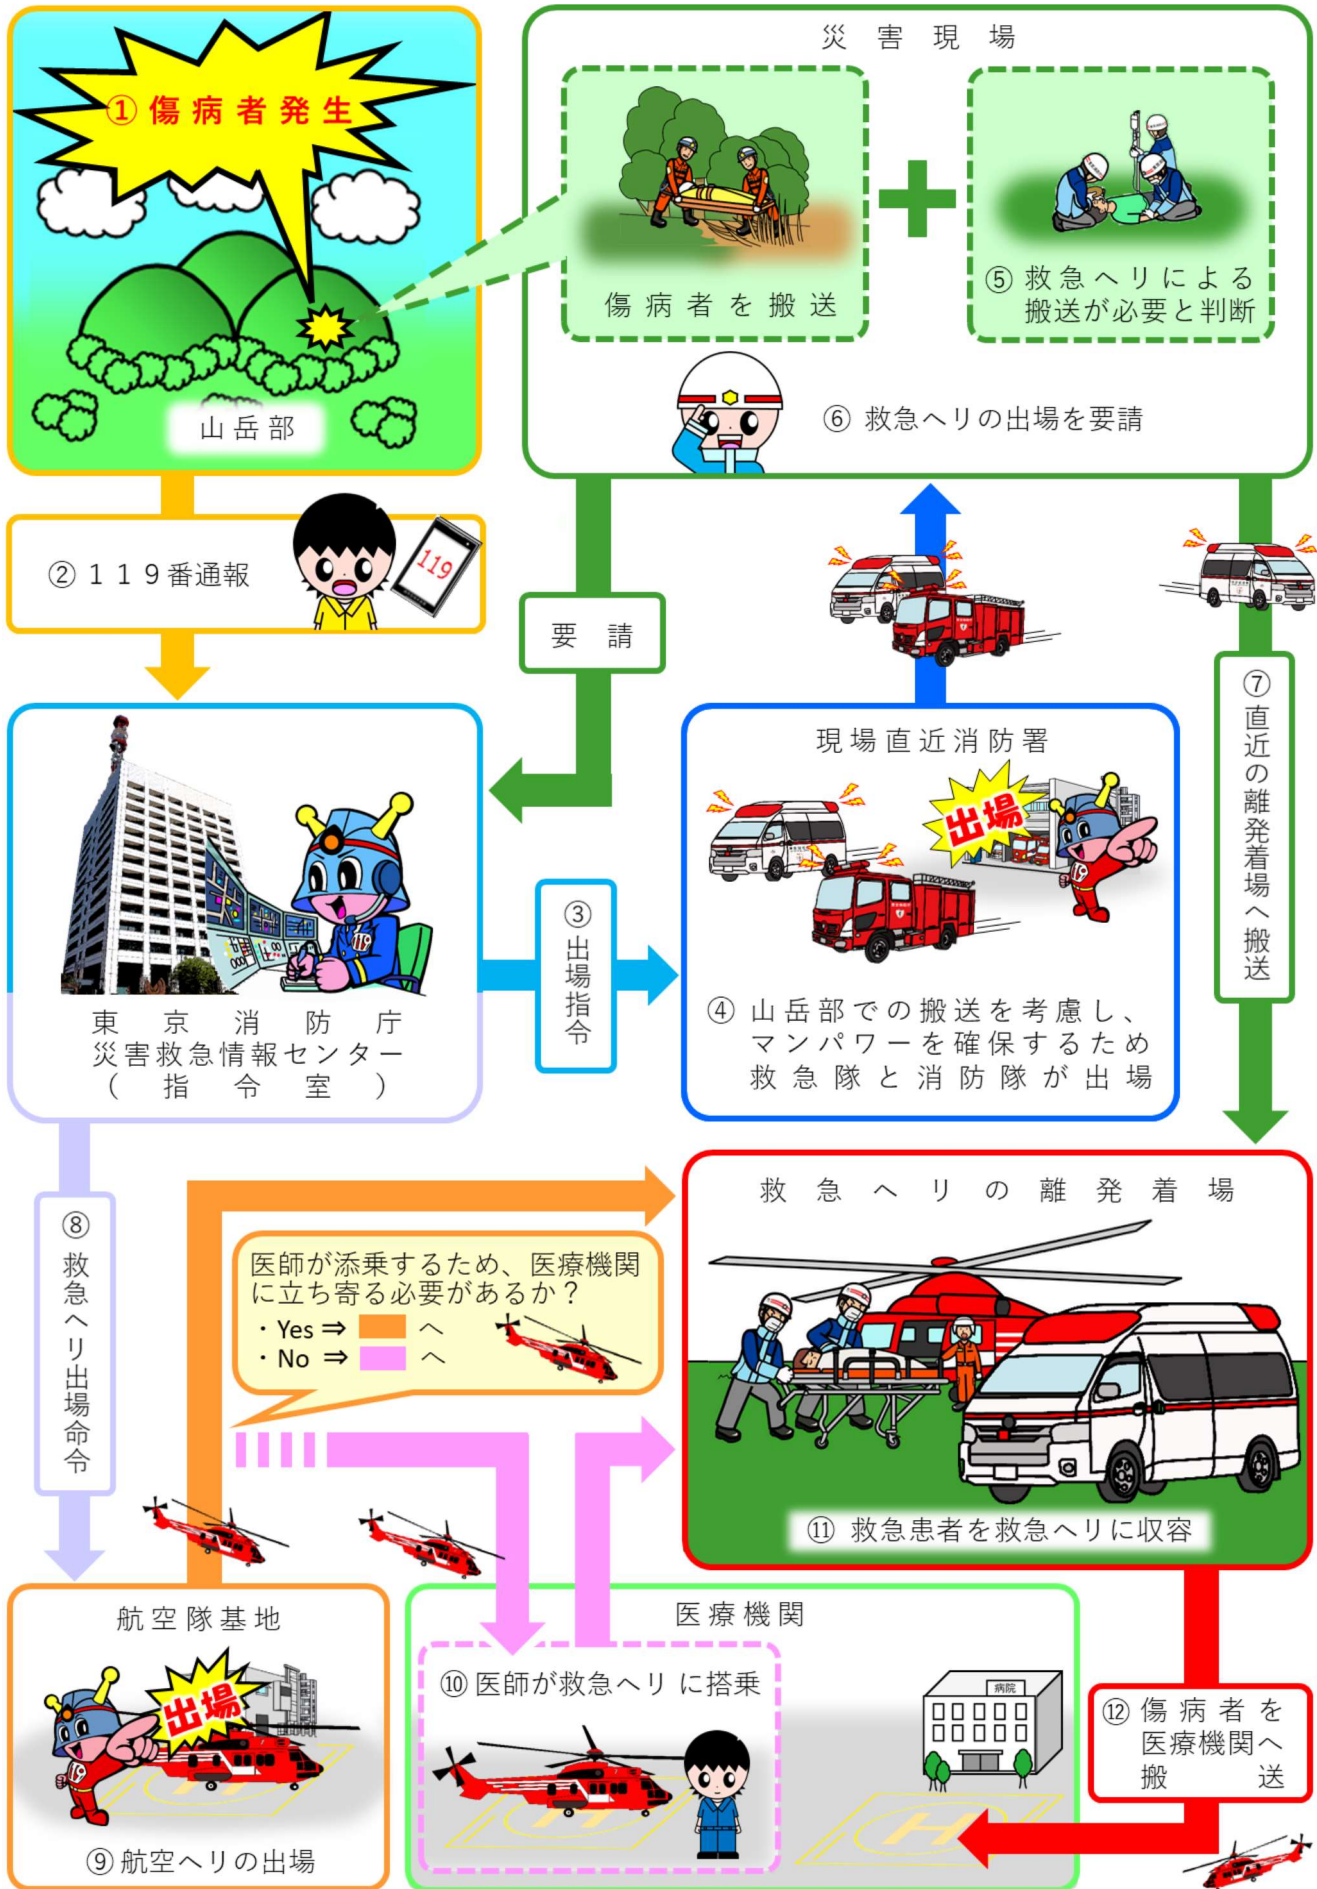 ①傷病者発生
山岳部
災害現場
傷病者を搬送
⑤救急ヘリによる
搬送が必要と判断
⑥ 救急ヘリの出場を要請
②119番通報
119
要請
⑦直近の離発着場へ搬送
現場直近消防署
出場
119
④山岳部での搬送を考慮し、
マンパワーを確保するため
救急隊と消防隊が出場
③出場指令
119
東京消防庁
災害救急情報センター
(指令室)
⑧救急ヘリ出場命令
医師が添乗するため、医療機関
に立ち寄る必要があるか？
・Yes ⇒ へ
・No ⇒ へ
救急ヘリの離発着場
⑪ 救急患者を救急ヘリに収容
航空隊基地
出場
119
H
⑨航空ヘリの出場
医療機関
⑩医師が救急ヘリに搭乗
病院
H
⑫傷病者を
医療機関へ
搬送